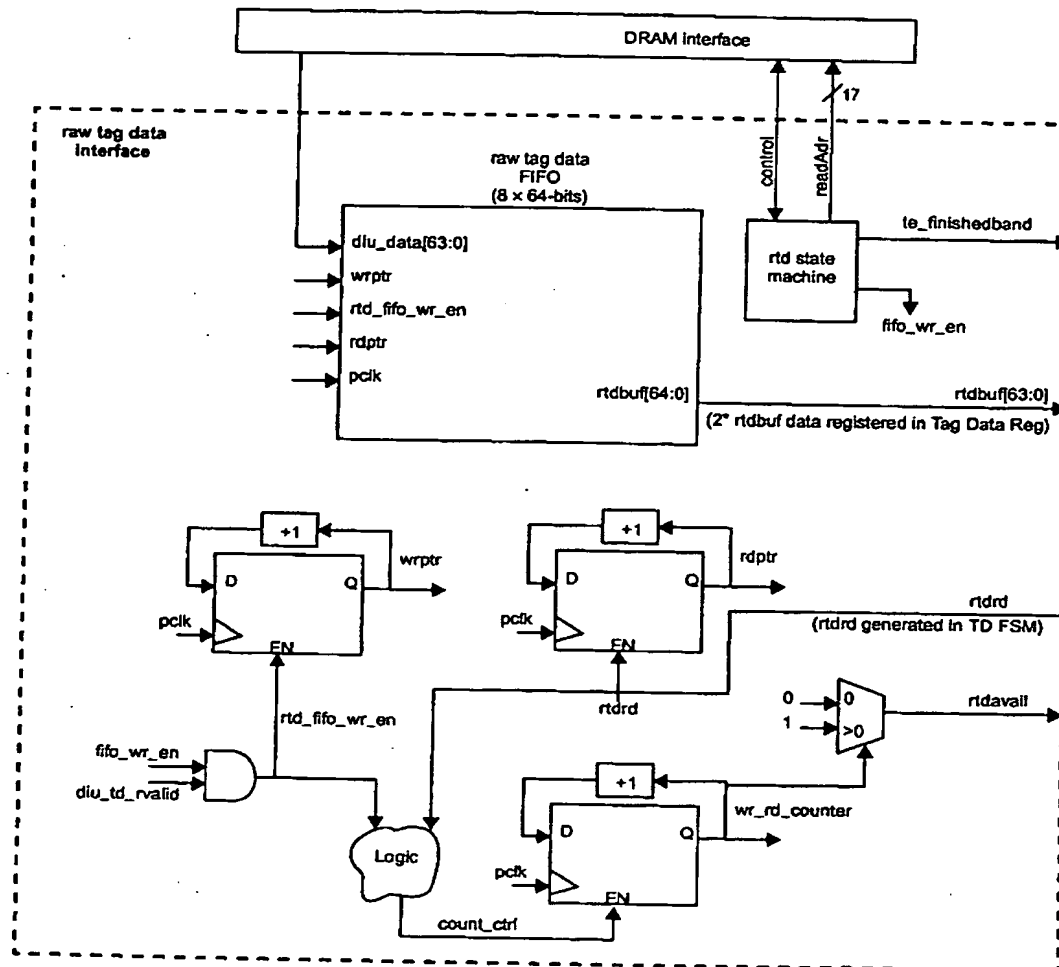 DRAM interface
17
raw tag data
interface
control
readAdr
raw tag data
FIFO
(8 × 64-bits)
diu_data[63:0]
wrptr
rtd_fifo_wr_en
rdptr
pclk
rtdbuf[64:0]
rtd state
machine
te_finishedband
fifo_wr_en
rtdbuf[63:0]
(2* rtdbuf data registered in Tag Data Reg)
+1
wrptr
D
Q
pclk
EN
+1
rdptr
D
Q
pclk
EN
rtdrd
(rtdrd generated in TD FSM)
rtdrd
rtd_fifo_wr_en
fifo_wr_en
diu_td_rvalid
0
0
1
>0
rtdavail
Logic
+1
wr_rd_counter
D
Q
pclk
EN
count_ctrl